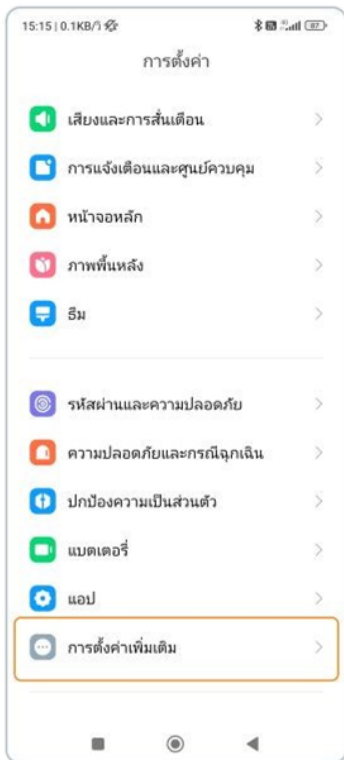 15:15 | 0.1KB/วิ
87
การตั้งค่า
เสียงและการสั่นเตือน
การแจ้งเตือนและศูนย์ควบคุม
หน้าจอหลัก
ภาพพื้นหลัง
ธีม
รหัสผ่านและความปลอดภัย
ความปลอดภัยและกรณีฉุกเฉิน
ปกป้องความเป็นส่วนตัว
แบตเตอรี่
แอป
การตั้งค่าเพิ่มเติม